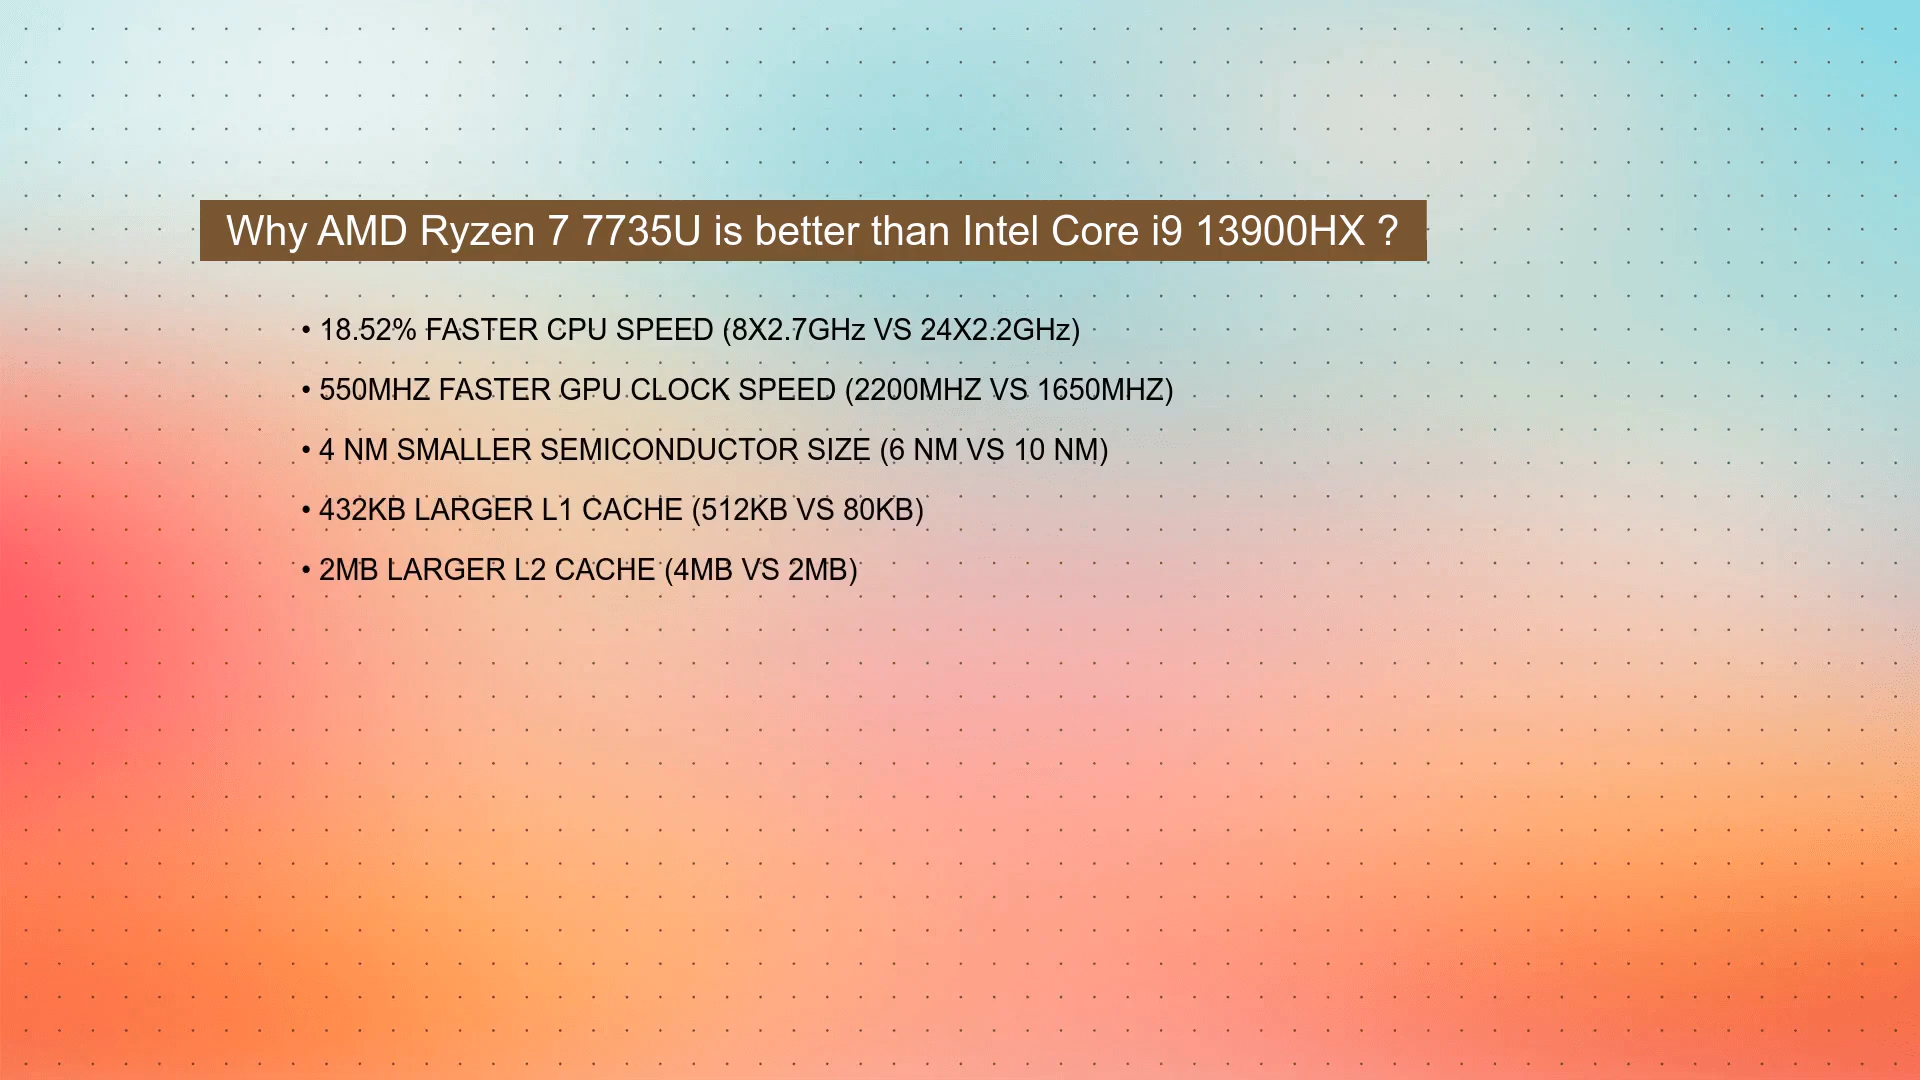 Why AMD Ryzen 7 7735U is better than Intel Core i9 13900HX ?
• 18.52% FASTER CPU SPEED (8X2.7GHz VS 24X2.2GHz)
• 550MHZ FASTER GPU CLOCK SPEED (2200MHZ VS 1650MHZ)
• 4 NM SMALLER SEMICONDUCTOR SIZE (6 NM VS 10 NM)
• 432KB LARGER L1 CACHE (512KB VS 80KB)
• 2MB LARGER L2 CACHE (4MB VS 2MB)